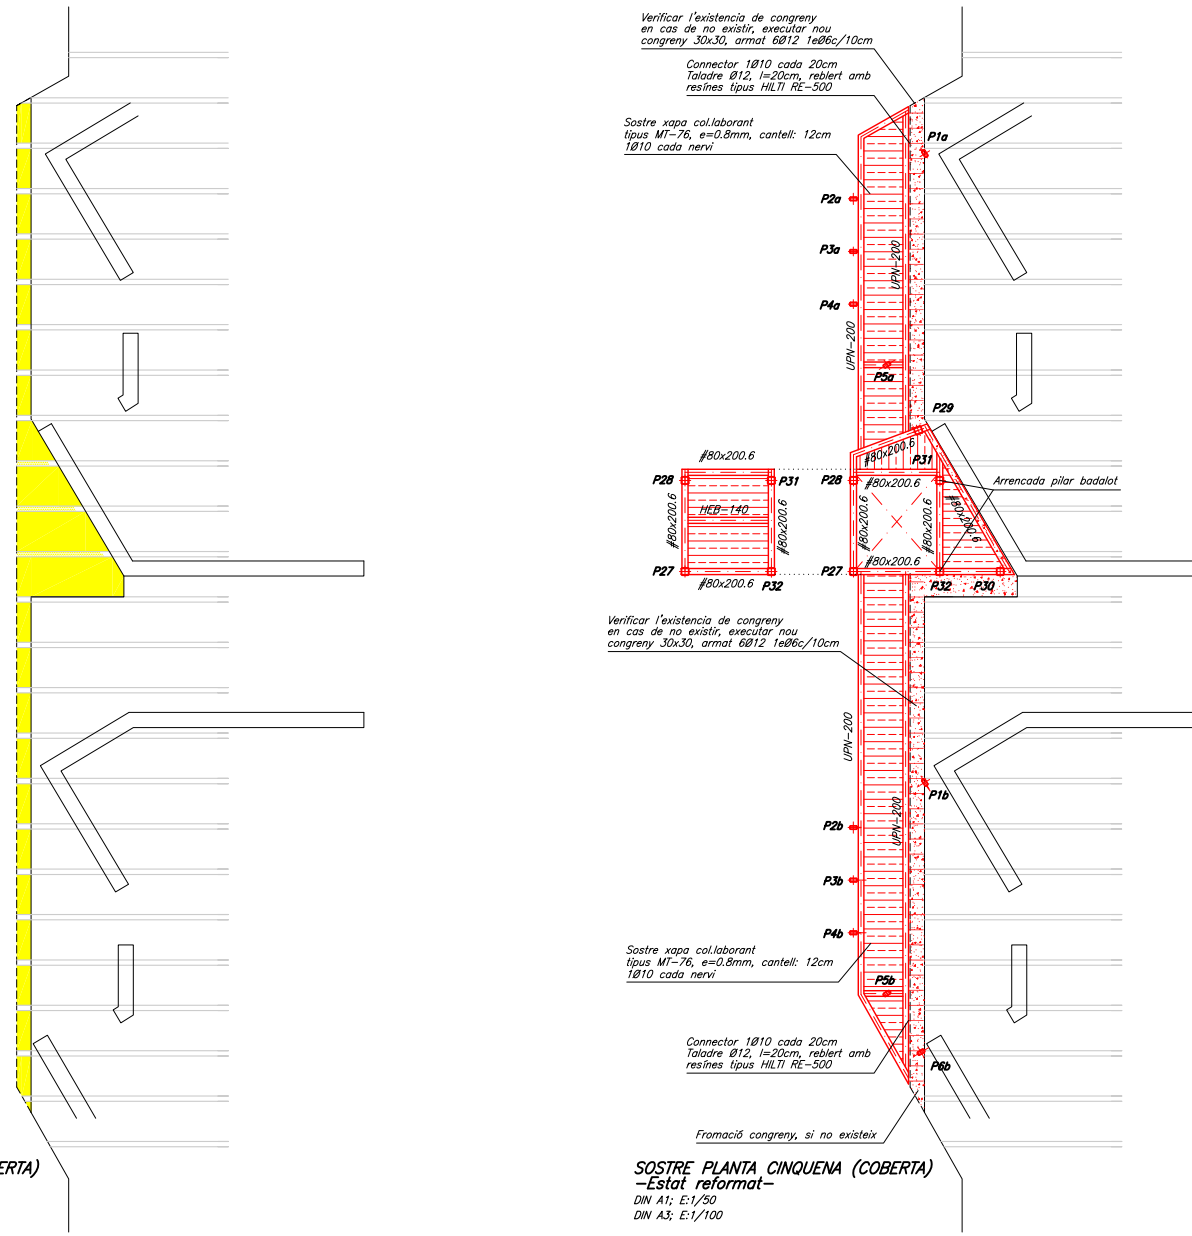 Verificar l'existencia de congreny
en cas de no existir, executar nou
congreny 30x30, armat 6Ø12 1eØ6c/10cm
Connector 1Ø10 cada 20cm
Taladre Ø12, l=20cm, reblert amb
resínes tipus HILTI RE-500
Sostre xapa col.laborant
tipus MT-76, e=0.8mm, cantell: 12cm
1Ø10 cada nervi
P1a
P2a
P3a
UPN-200
P4a
UPN-200
P5a
P29
#80x200.6
#80x200.6
P31
P28
P31
P28
#80x200.6
Arrencada pilar badalot
#80x200.6
HEB-140
#80x200.6
#80x200.6
#80x200.6
#80x200.6
P27
#80x200.6
P32
P27
#80x200.6
P32
P30
Verificar l'existencia de congreny
en cas de no existir, executar nou
congreny 30x30, armat 6Ø12 1eØ6c/10cm
UPN-200
P1b
UPN-200
P2b
P3b
P4b
Sostre xapa col.laborant
tipus MT-76, e=0.8mm, cantell: 12cm
1Ø10 cada nervi
P5b
Connector 1Ø10 cada 20cm
Taladre Ø12, l=20cm, reblert amb
resínes tipus HILTI RE-500
P6b
Fromació congreny, si no existeix
ERTA)
SOSTRE PLANTA CINQUENA (COBERTA)
-Estat reformat-
DIN A1; E:1/50
DIN A3; E:1/100